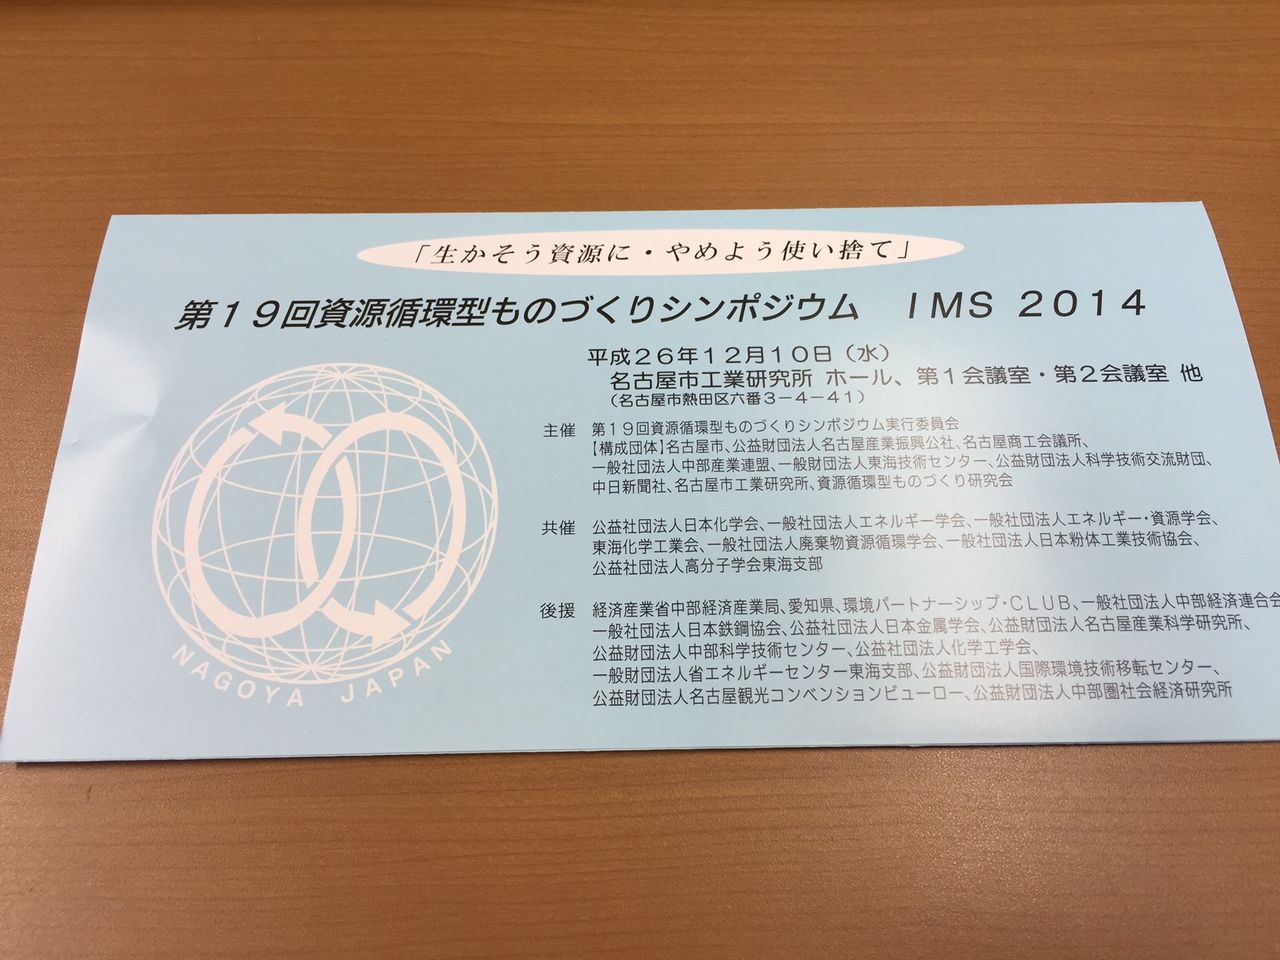 「生かそう資源に・やめよう使い捨て」
第１９回資源循環型ものづくりシンポジウム　ＩＭＳ ２０１４
平成２６年１２月１０日（水）
名古屋市工業研究所 ホール、第１会議室・第２会議室 他
（名古屋市熱田区六番３－４－４１）
主催　第１９回資源循環型ものづくりシンポジウム実行委員会
【構成団体】名古屋市、公益財団法人名古屋産業振興公社、名古屋商工会議所、
一般社団法人中部産業連盟、一般財団法人東海技術センター、公益財団法人科学技術交流財団、
中日新聞社、名古屋市工業研究所、資源循環型ものづくり研究会
共催　公益社団法人日本化学会、一般社団法人エネルギー学会、一般社団法人エネルギー・資源学会、
東海化学工業会、一般社団法人廃棄物資源循環学会、一般社団法人日本粉体工業技術協会、
公益社団法人高分子学会東海支部
後援　経済産業省中部経済産業局、愛知県、環境パートナーシップ・ＣＬＵＢ、一般社団法人中部経済連合会
一般社団法人日本鉄鋼協会、公益社団法人日本金属学会、公益財団法人名古屋産業科学研究所、
公益財団法人中部科学技術センター、公益社団法人化学工学会、
一般財団法人省エネルギーセンター東海支部、公益財団法人国際環境技術移転センター、
公益財団法人名古屋観光コンベンションビューロー、公益財団法人中部圏社会経済研究所
NAGOYA JAPAN